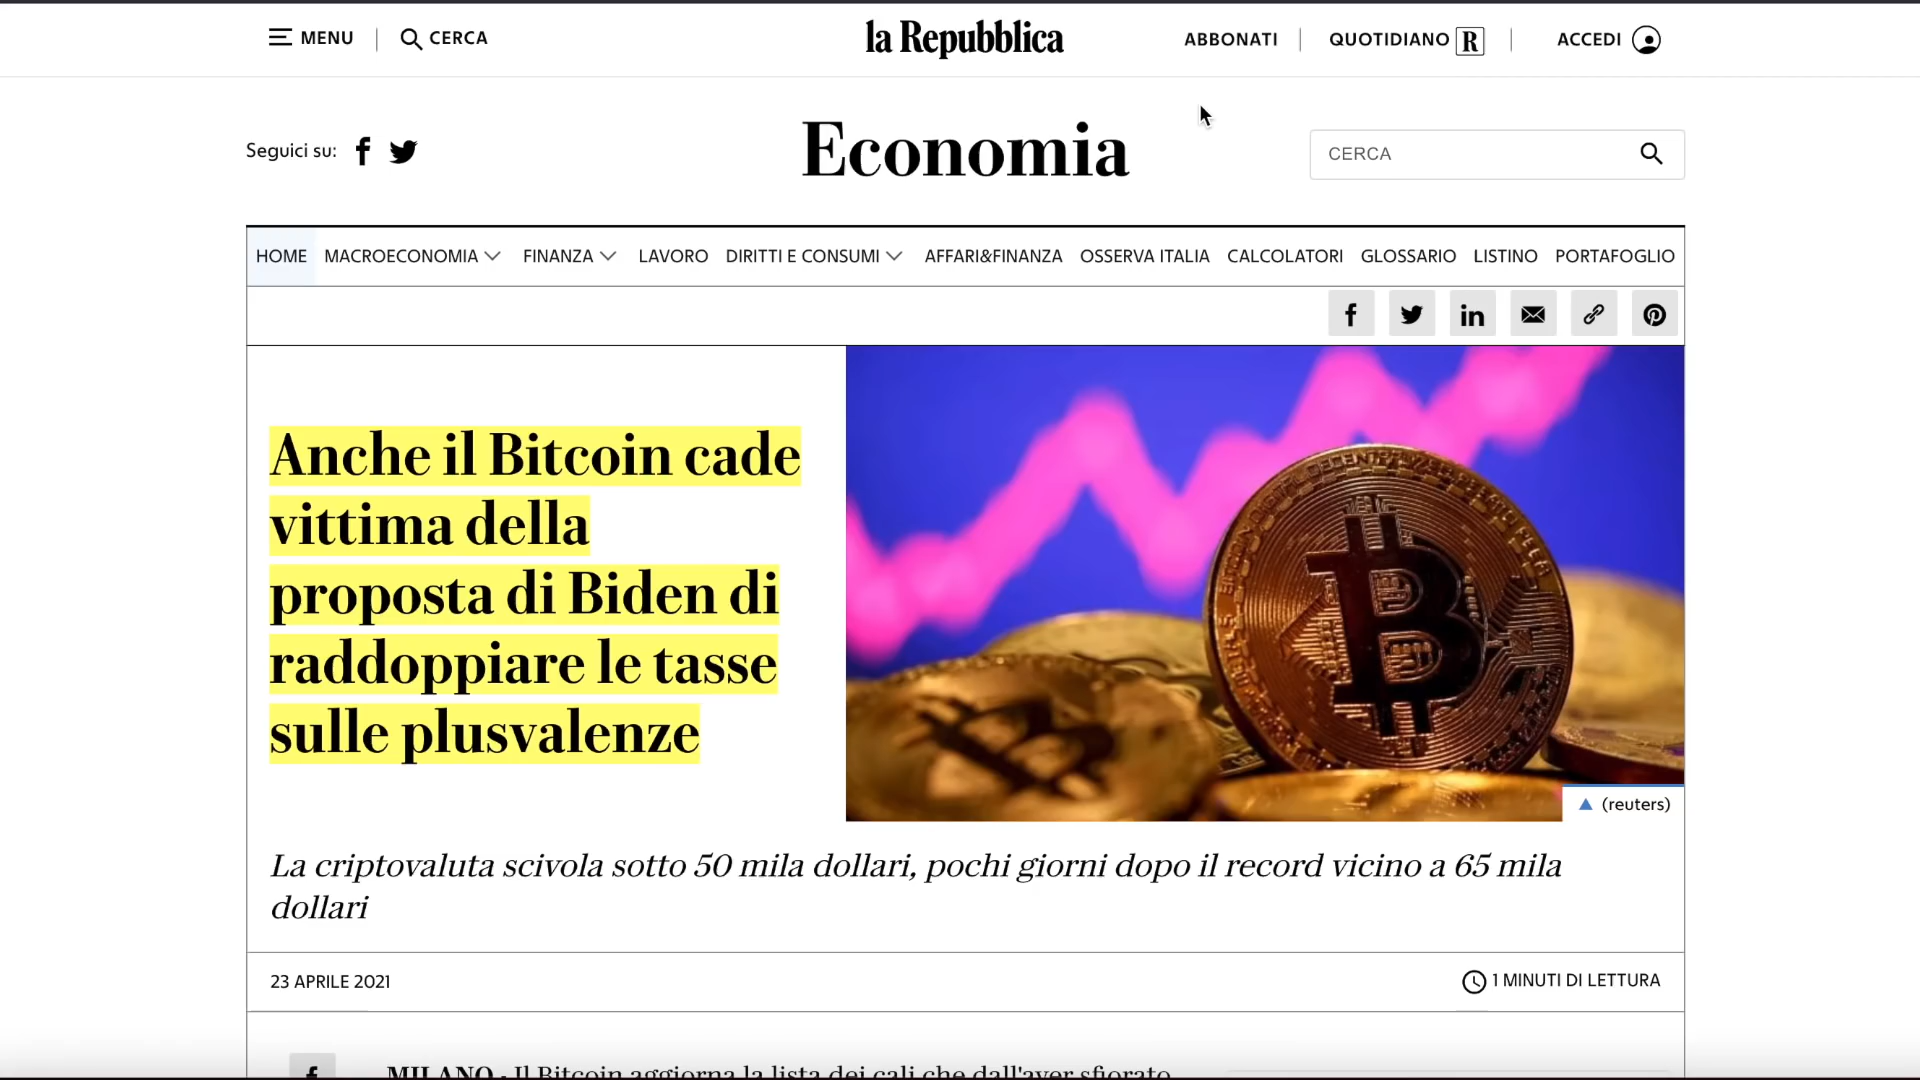 MENU
CERCA
la Repubblica
ABBONATI
QUOTIDIANO R
ACCEDI
Seguici su:
Economia
CERCA
HOME MACROECONOMIA FINANZA LAVORO DIRITTI E CONSUMI AFFARI&FINANZA OSSERVA ITALIA CALCOLATORI GLOSSARIO LISTINO PORTAFOGLIO
Anche il Bitcoin cade
vittima della
proposta di Biden di
raddoppiare le tasse
sulle plusvalenze
(reuters)
La criptovaluta scivola sotto 50 mila dollari, pochi giorni dopo il record vicino a 65 mila
dollari
23 APRILE 2021
1 MINUTI DI LETTURA
MILANO - Il Bitcoin aggiorna la lista dei cali che dall'aver sfiorato